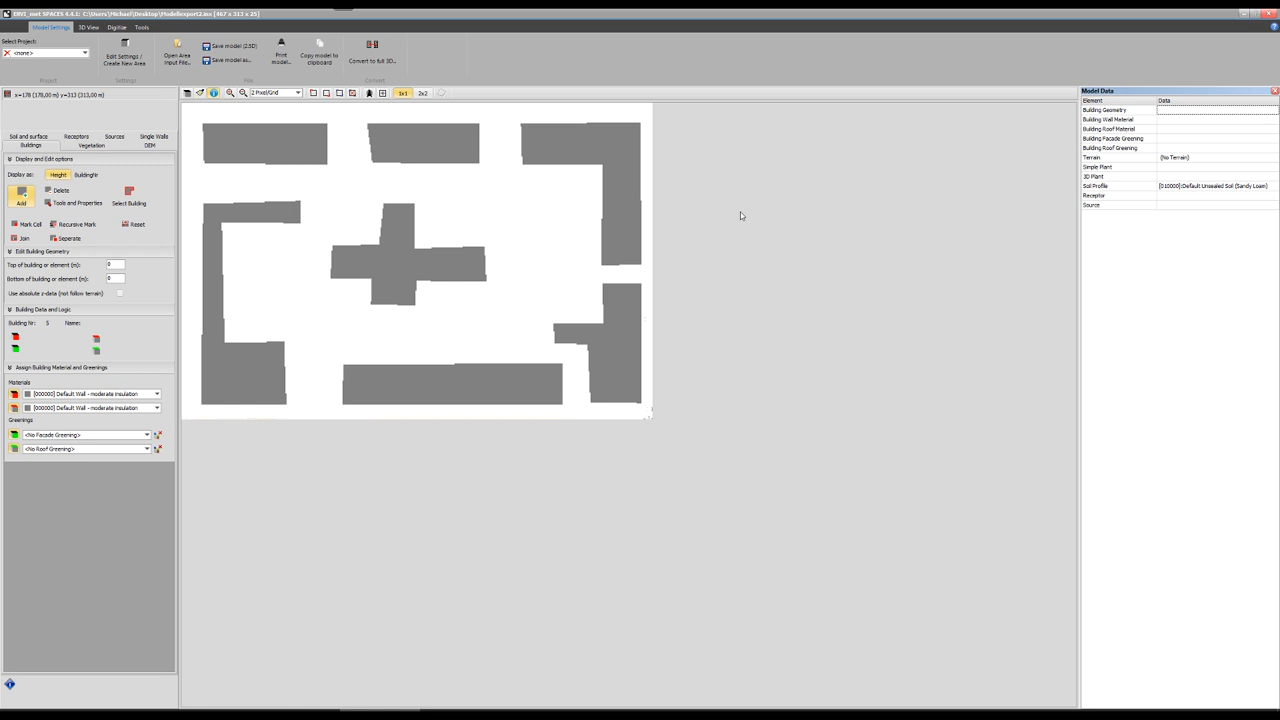 ENVI_met SPACES 4.4.1: C:\Users\Michael\Desktop\Modellexport2.inx [467 x 313 x 25]
Model Settings 3D View Digitize Tools
Select Project:
<none>
Edit Settings /
Create New Area
Open Area
Input File...
Save model (2.5D)
Save model as...
Print
model...
Copy model to
clipboard
Convert to full 3D...
Project Settings File Convert
x=178 (178,00 m) y=313 (313,00 m)
2 Pixel/Grid
1x1 2x2
Soil and surface Receptors Sources Single Walls
Buildings Vegetation DEM
Display and Edit options
Display as: Height BuildingNr
Add
Delete
Tools and Properties
Select Building
Mark Cell Recursive Mark Reset
Join Seperate
Edit Building Geometry
Top of building or element (m): 0
Bottom of building or element (m): 0
Use absolute z-data (not follow terrain)
Building Data and Logic
Building Nr: 5 Name:
Assign Building Material and Greenings
Materials
[000000] Default Wall - moderate insulation
[000000] Default Wall - moderate insulation
Greenings
<No Facade Greening>
<No Roof Greening>
Model Data
Element Data
Building Geometry
Building Wall Material
Building Roof Material
Building Facade Greening
Building Roof Greening
Terrain (No Terrain)
Simple Plant
3D Plant
Soil Profile [010000]:Default Unsealed Soil (Sandy Loam)
Receptor
Source